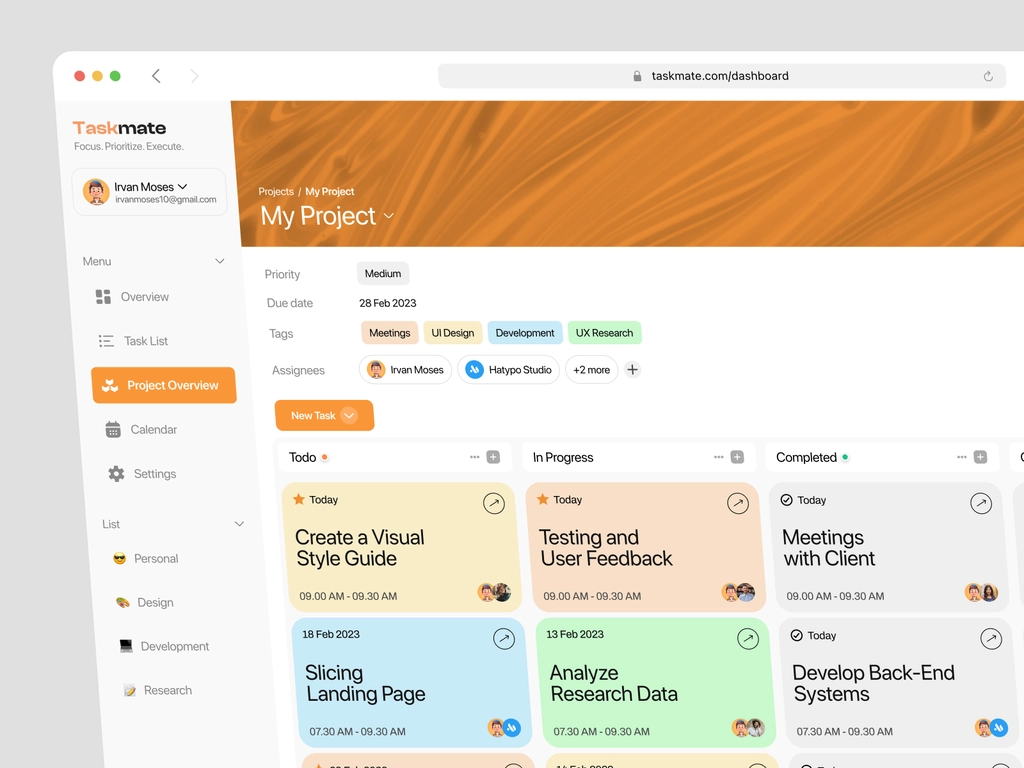 taskmate.com/dashboard
Taskmate
Focus. Prioritize. Execute.
Irvan Moses
irvanmoses10@gmail.com
Menu
Overview
Task List
Project Overview
Calendar
Settings
List
Personal
Design
Development
Research
Projects / My Project
My Project
Priority Medium
Due date 28 Feb 2023
Tags Meetings UI Design Development UX Research
Assignees Irvan Moses Hatypo Studio +2 more
New Task
Todo
Today
Create a Visual
Style Guide
09.00 AM - 09.30 AM
18 Feb 2023
Slicing
Landing Page
07.30 AM - 09.30 AM
In Progress
Today
Testing and
User Feedback
09.00 AM - 09.30 AM
13 Feb 2023
Analyze
Research Data
07.30 AM - 09.30 AM
Completed
Today
Meetings
with Client
09.00 AM - 09.30 AM
Today
Develop Back-End
Systems
07.30 AM - 09.30 AM